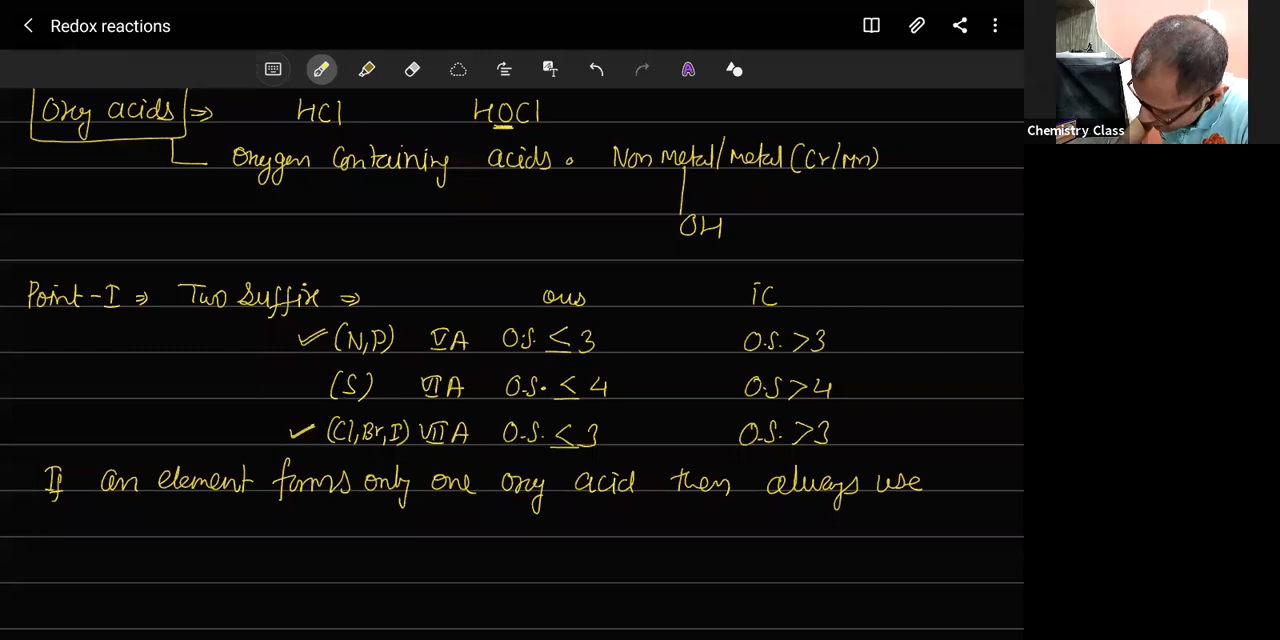 Redox reactions
Oxy acids ⇒ HCl HOCl
Chemistry Class
Oxygen Containing acids. Non metal/metal (Cr/Mn)
OH
Point-I ⇒ Two Suffix ⇒ ous ic
(N,P) VA O.S. ≤ 3 O.S. > 3
(S) VIA O.S. ≤ 4 O.S > 4
(Cl,Br,I) VIIA O.S. ≤ 3 O.S. > 3
If an element forms only one oxy acid then always use